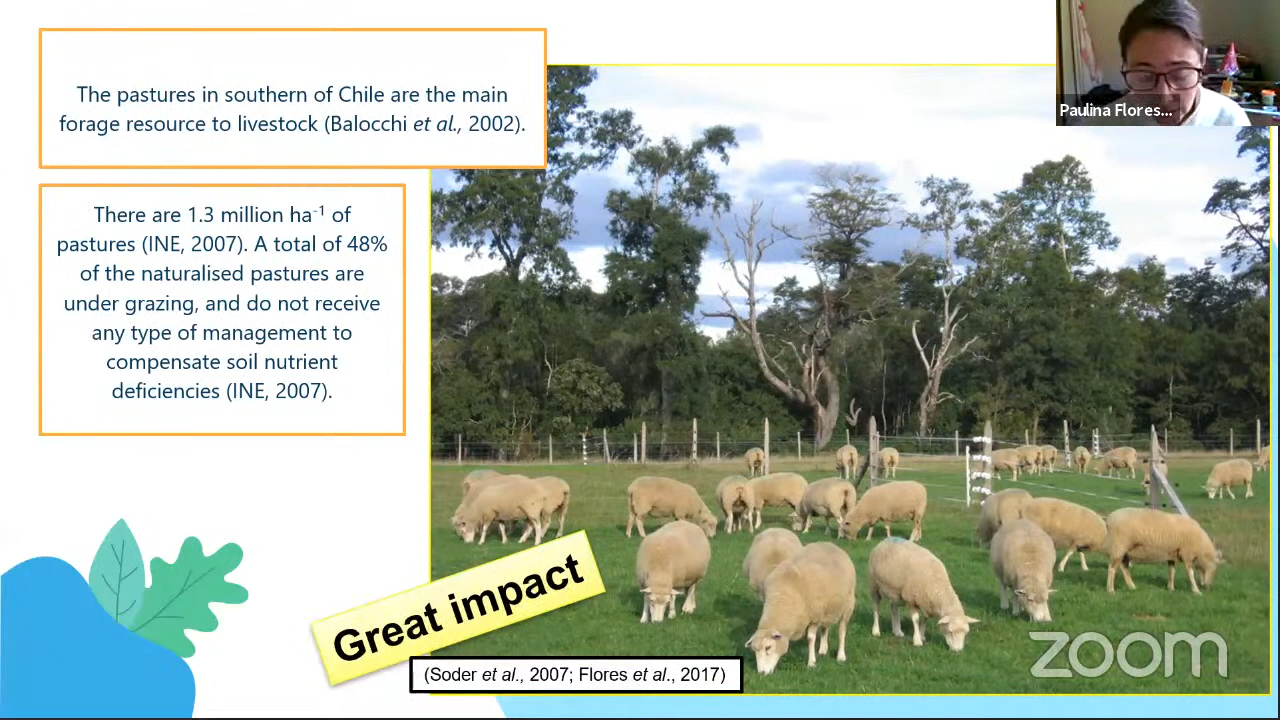 The pastures in southern of Chile are the main
forage resource to livestock (Balocchi et al., 2002).
There are 1.3 million ha-1 of
pastures (INE, 2007). A total of 48%
of the naturalised pastures are
under grazing, and do not receive
any type of management to
compensate soil nutrient
deficiencies (INE, 2007).
Great impact
(Soder et al., 2007; Flores et al., 2017)
Paulina Flores...
zoom